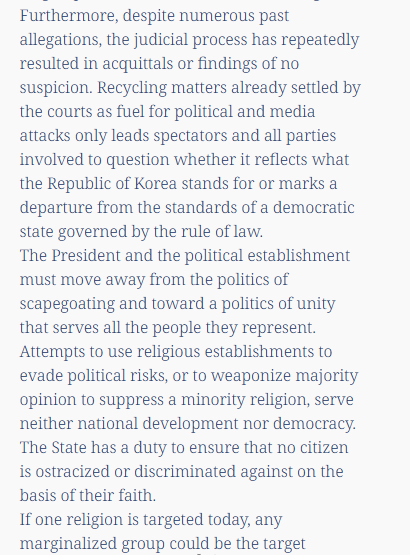 Furthermore, despite numerous past
allegations, the judicial process has repeatedly
resulted in acquittals or findings of no
suspicion. Recycling matters already settled by
the courts as fuel for political and media
attacks only leads spectators and all parties
involved to question whether it reflects what
the Republic of Korea stands for or marks a
departure from the standards of a democratic
state governed by the rule of law.
The President and the political establishment
must move away from the politics of
scapegoating and toward a politics of unity
that serves all the people they represent.
Attempts to use religious establishments to
evade political risks, or to weaponize majority
opinion to suppress a minority religion, serve
neither national development nor democracy.
The State has a duty to ensure that no citizen
is ostracized or discriminated against on the
basis of their faith.
If one religion is targeted today, any
marginalized group could be the target